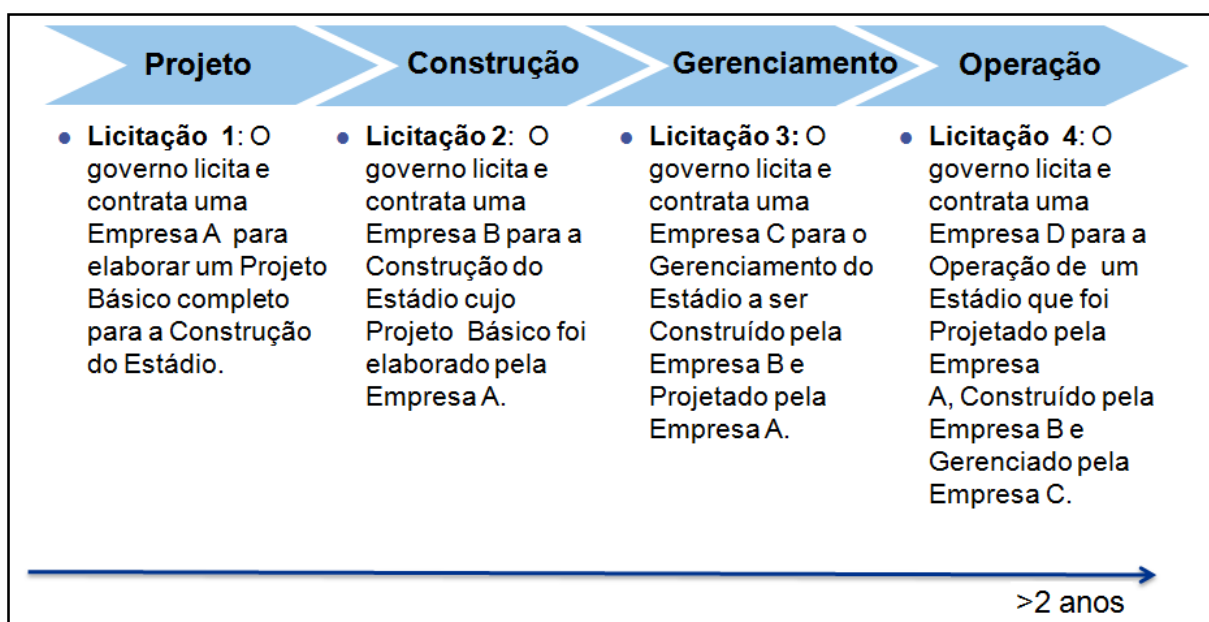 Projeto
Construção
Gerenciamento
Operação
• Licitação 1: O
governo licita e
contrata uma
Empresa A para
elaborar um Projeto
Básico completo
para a Construção
do Estádio.
• Licitação 2: O
governo licita e
contrata uma
Empresa B para a
Construção do
Estádio cujo
Projeto Básico foi
elaborado pela
Empresa A.
• Licitação 3: O
governo licita e
contrata uma
Empresa C para o
Gerenciamento do
Estádio a ser
Construído pela
Empresa B e
Projetado pela
Empresa A.
• Licitação 4: O
governo licita e
contrata uma
Empresa D para a
Operação de um
Estádio que foi
Projetado pela
Empresa
A, Construído pela
Empresa B e
Gerenciado pela
Empresa C.
>2 anos